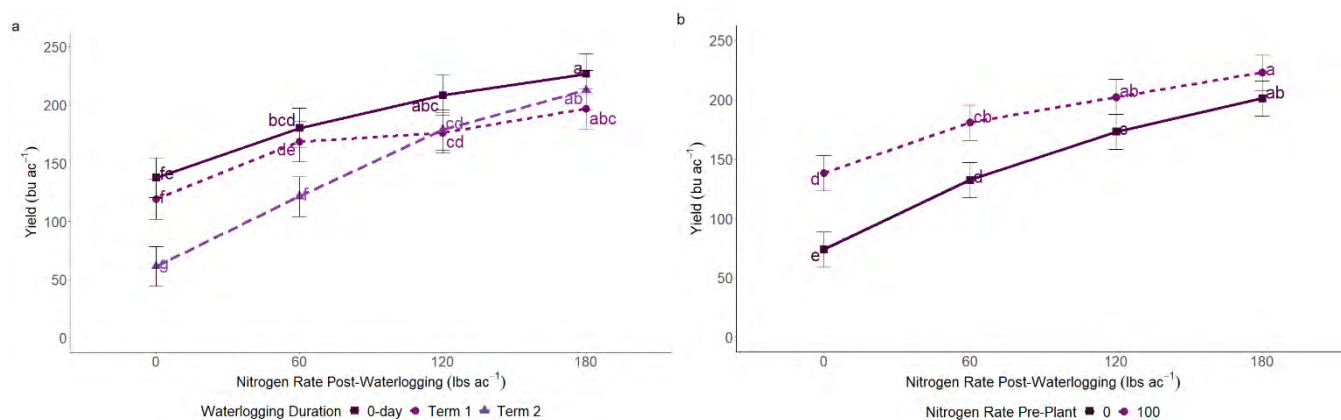 a
250
200
150
100
50
0
Yield (bu ac⁻¹)
a
abc
ab
bcd
cd
abc
de
cd
fe
f
f
g
0
60
120
180
Nitrogen Rate Post-Waterlogging (lbs ac⁻¹)
Waterlogging Duration 0-day Term 1 Term 2
b
250
200
150
100
50
0
Yield (bu ac⁻¹)
a
ab
ab
cb
c
d
d
e
0
60
120
180
Nitrogen Rate Post-Waterlogging (lbs ac⁻¹)
Nitrogen Rate Pre-Plant 0 100